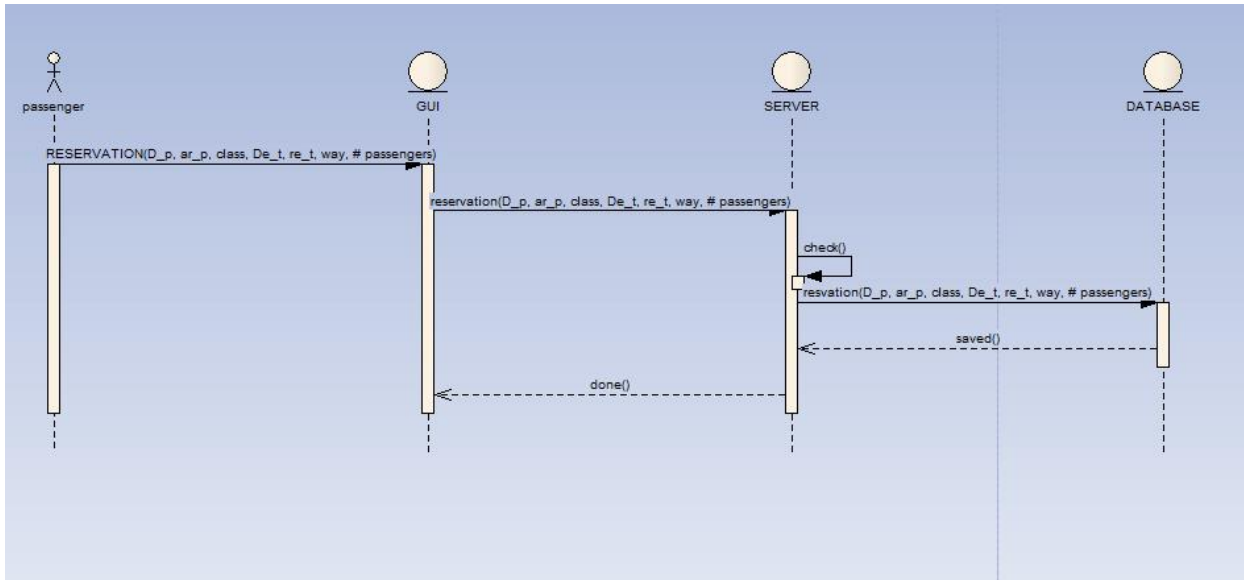 passenger
GUI
SERVER
DATABASE
RESERVATION(D_p, ar_p, class, De_t, re_t, way, # passengers)
reservation(D_p, ar_p, class, De_t, re_t, way, # passengers)
check()
resvation(D_p, ar_p, class, De_t, re_t, way, # passengers)
saved()
done()